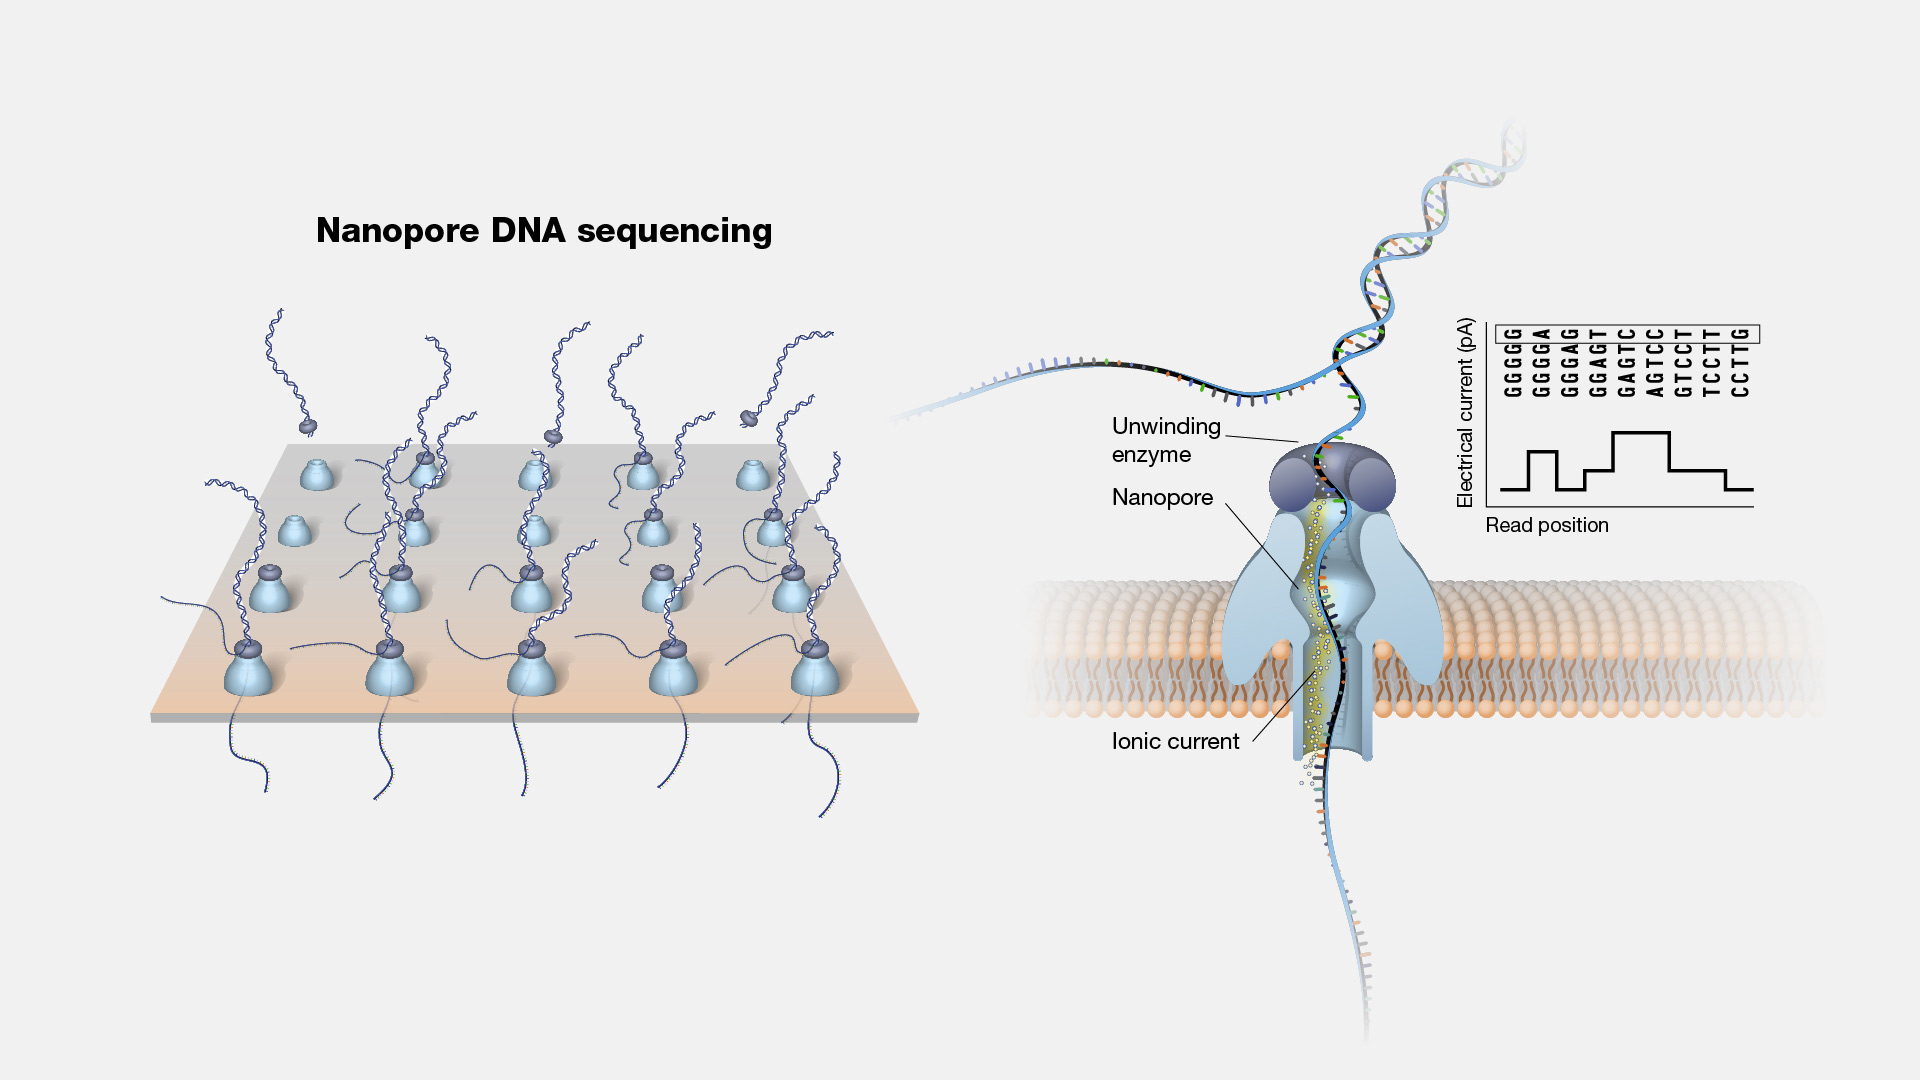 Nanopore DNA sequencing
Unwinding
enzyme
Nanopore
Ionic current
Electrical current (pA)
GGGGG
GGGGA
GGGAG
GGAGT
GAGTC
AGTCC
GTCCT
TCCTT
CCTTG
Read position